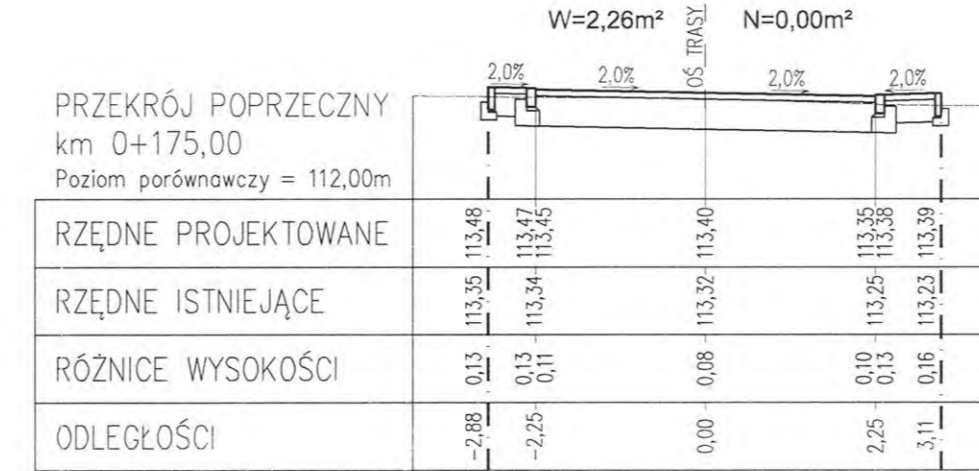 W=2,26m² N=0,00m²
OŚ TRASY
2,0% 2,0% 2,0% 2,0%
PRZEKRÓJ POPRZECZNY
km 0+175,00
Poziom porównawczy = 112,00m
RZĘDNE PROJEKTOWANE 113,48 113,47 113,45 113,40 113,35 113,38 113,39
RZĘDNE ISTNIEJĄCE 113,35 113,34 113,32 113,25 113,23
RÓŻNICE WYSOKOŚCI 0,13 0,13 0,11 0,08 0,10 0,13 0,16
ODLEGŁOŚCI -2,88 -2,25 0,00 2,25 3,11